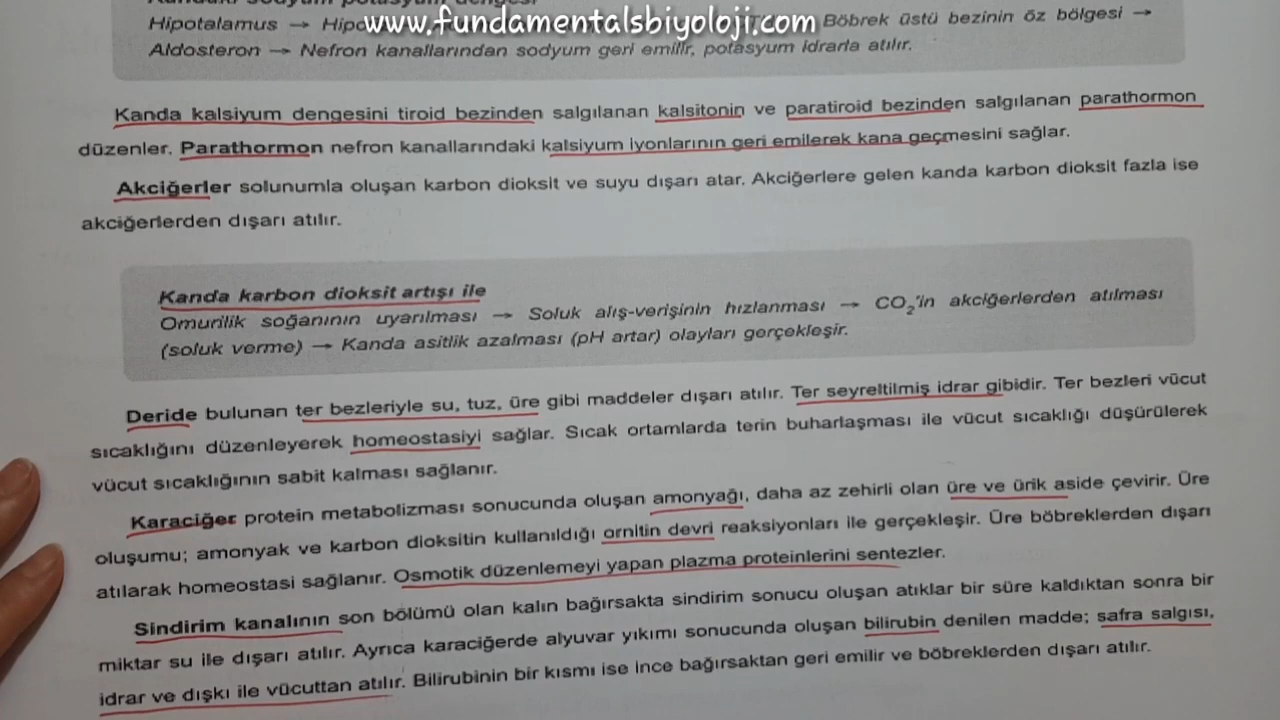 www.fundamentalsbiyoloji.com
Hipotalamus → Böbrek üstü bezinin öz bölgesi →
Aldosteron → Nefron kanallarından sodyum geri emilir, potasyum idrarla atılır.
Kanda kalsiyum dengesini tiroid bezinden salgılanan kalsitonin ve paratiroid bezinden salgılanan parathormon
düzenler. Parathormon nefron kanallarındaki kalsiyum iyonlarının geri emilerek kana geçmesini sağlar.
Akciğerler solunumla oluşan karbon dioksit ve suyu dışarı atar. Akciğerlere gelen kanda karbon dioksit fazla ise
akciğerlerden dışarı atılır.
Kanda karbon dioksit artışı ile
Omurilik soğanının uyarılması → Soluk alış-verişinin hızlanması → CO₂'in akciğerlerden atılması
(soluk verme) → Kanda asitlik azalması (pH artar) olayları gerçekleşir.
Deride bulunan ter bezleriyle su, tuz, üre gibi maddeler dışarı atılır. Ter seyreltilmiş idrar gibidir. Ter bezleri vücut
sıcaklığını düzenleyerek homeostasiyi sağlar. Sıcak ortamlarda terin buharlaşması ile vücut sıcaklığı düşürülerek
vücut sıcaklığının sabit kalması sağlanır.
Karaciğer protein metabolizması sonucunda oluşan amonyağı, daha az zehirli olan üre ve ürik aside çevirir. Üre
oluşumu; amonyak ve karbon dioksitin kullanıldığı ornitin devri reaksiyonları ile gerçekleşir. Üre böbreklerden dışarı
atılarak homeostasi sağlanır. Osmotik düzenlemeyi yapan plazma proteinlerini sentezler.
Sindirim kanalının son bölümü olan kalın bağırsakta sindirim sonucu oluşan atıklar bir süre kaldıktan sonra bir
miktar su ile dışarı atılır. Ayrıca karaciğerde alyuvar yıkımı sonucunda oluşan bilirubin denilen madde; safra salgısı,
idrar ve dışkı ile vücuttan atılır. Bilirubinin bir kısmı ise ince bağırsaktan geri emilir ve böbreklerden dışarı atılır.